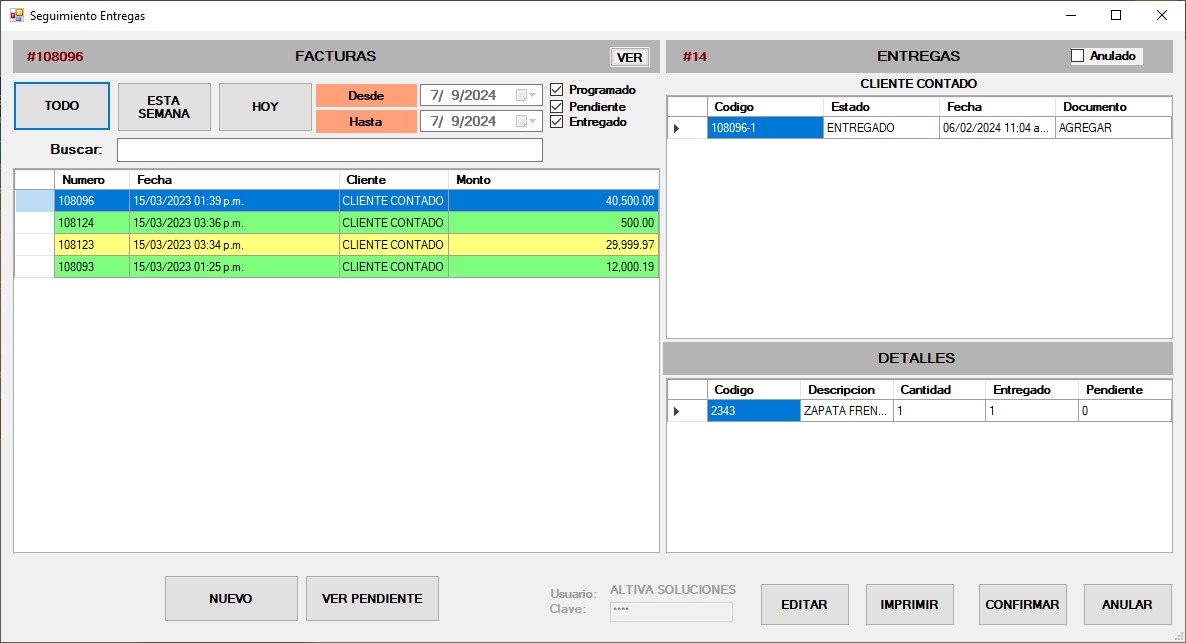 Seguimiento Entregas
#108096 FACTURAS VER
TODO
ESTA
SEMANA
HOY
Desde 7/ 9/2024
Hasta 7/ 9/2024
Programado
Pendiente
Entregado
Buscar:
Numero Fecha Cliente Monto
108096 15/03/2023 01:39 p.m. CLIENTE CONTADO 40,500.00
108124 15/03/2023 03:36 p.m. CLIENTE CONTADO 500.00
108123 15/03/2023 03:34 p.m. CLIENTE CONTADO 29,999.97
108093 15/03/2023 01:25 p.m. CLIENTE CONTADO 12,000.19
NUEVO VER PENDIENTE
#14 ENTREGAS Anulado
CLIENTE CONTADO
Codigo Estado Fecha Documento
108096-1 ENTREGADO 06/02/2024 11:04 a... AGREGAR
DETALLES
Codigo Descripcion Cantidad Entregado Pendiente
2343 ZAPATA FREN... 1 1 0
Usuario: ALTIVA SOLUCIONES
Clave: ****
EDITAR IMPRIMIR CONFIRMAR ANULAR